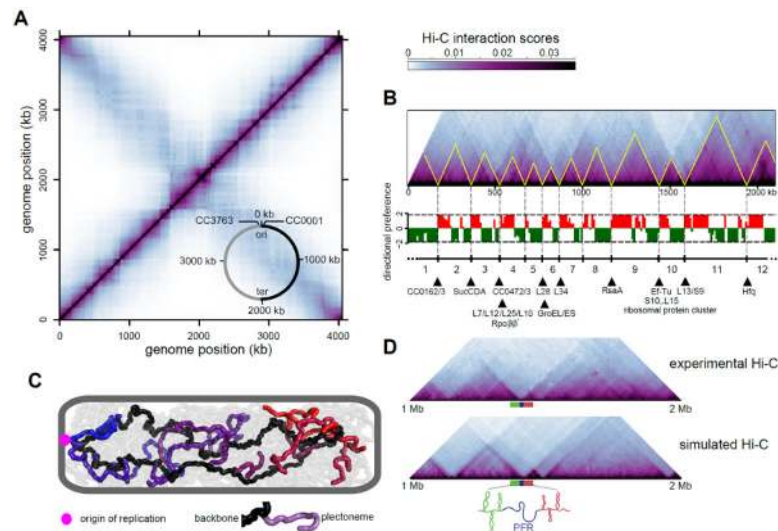 A
Hi-C interaction scores
0 0.01 0.02 0.03
genome position (kb)
4000
3000
2000
1000
0
CC3763 0 kb CC0001
ori
3000 kb 1000 kb
ter
2000 kb
0 1000 2000 3000 4000
genome position (kb)
B
0 500 1000 1500 2000 kb
directional preference
2
0
-2
1 2 3 4 5 6 7 8 9 10 11 12
CC0162/3 SucCDA CC0472/3 L28 L34 RsaA Ef-Tu L13/S9 Hfq
L7/L12/L25/L10 GroEL/ES S10..L15
Rpoββ' ribosomal protein cluster
C
origin of replication backbone plectoneme
D
experimental Hi-C
1 Mb 2 Mb
simulated Hi-C
1 Mb 2 Mb
PFR